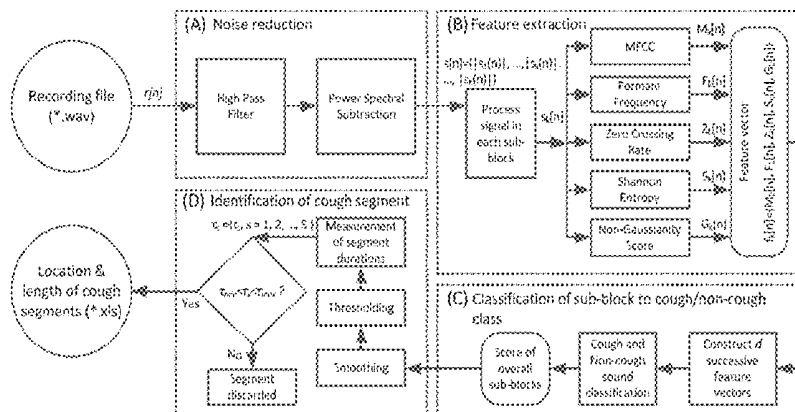 (A) Noise reduction
Recording file
(*.wav)
r[n]
High Pass
Filter
Power Spectral
Subtraction
(B) Feature extraction
Process
signal in
each sub-
block
MFCC
Formant
Frequency
Zero Crossing
Rate
Shannon
Entropy
Non-Gaussianity
Score
Feature vector
(C) Classification of sub-block to cough/non-cough
class
Construct d
successive
feature
vectors
Cough and
Non-cough
sound
classification
Score of
overall
sub-blocks
(D) Identification of cough segment
Smoothing
Thresholding
Measurement
of segment
durations
Yes
No
Segment
discarded
Location &
length of cough
segments (*.xls)